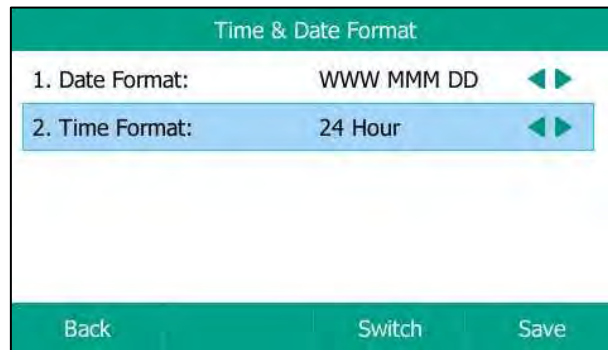 Time & Date Format
1. Date Format: WWW MMM DD
2. Time Format: 24 Hour
Back Switch Save